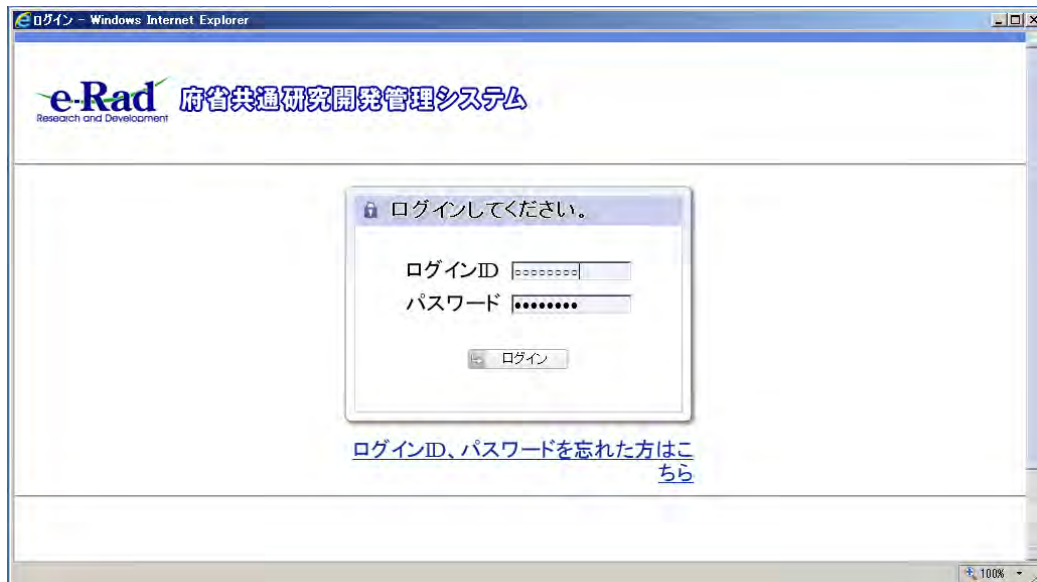 ログイン - Windows Internet Explorer
e-Rad 府省共通研究開発管理システム
Research and Development
ログインしてください。
ログインID ○○○○○○○○
パスワード ●●●●●●●●
ログイン
ログインID、パスワードを忘れた方はこ
ちら
100%